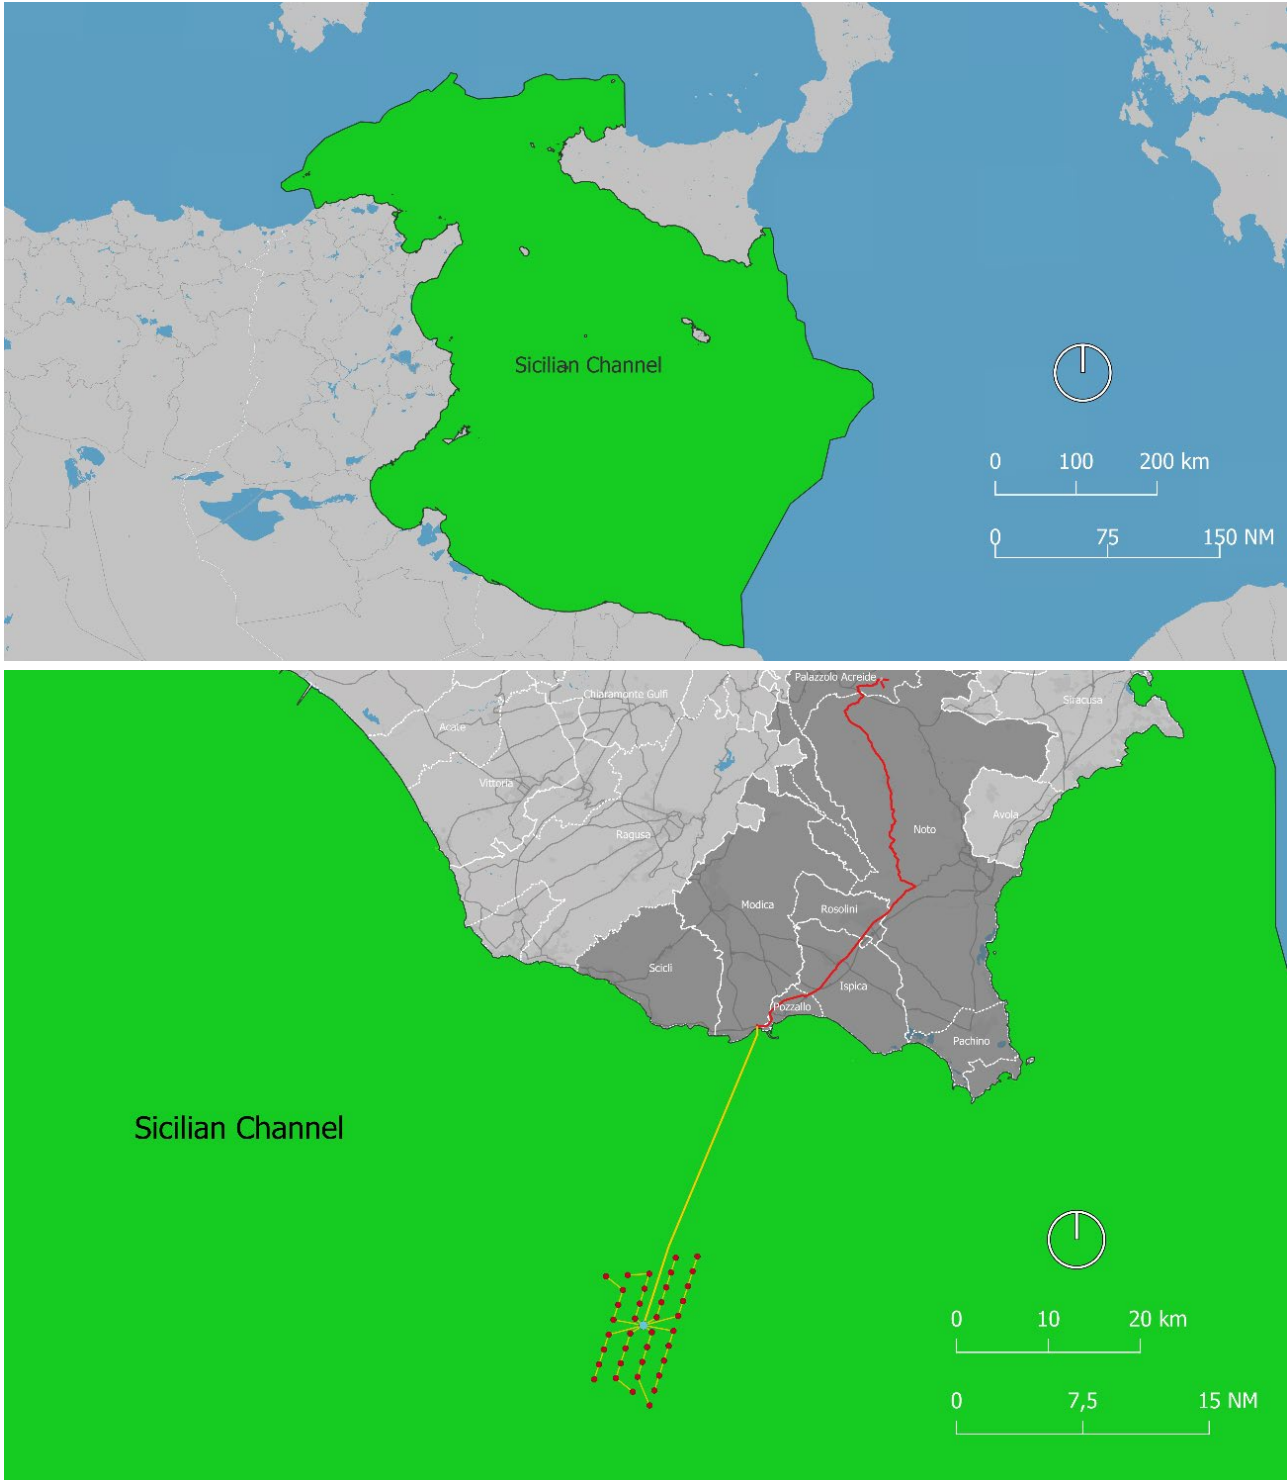 Sicilian Channel
0 100 200 km
0 75 150 NM
Palazzolo Acreide
Chiaramonte Gulfi
Siracusa
Acate
Vittoria
Avola
Noto
Ragusa
Modica
Rosolini
Scicli
Ispica
Pozzallo
Pachino
Sicilian Channel
0 10 20 km
0 7,5 15 NM